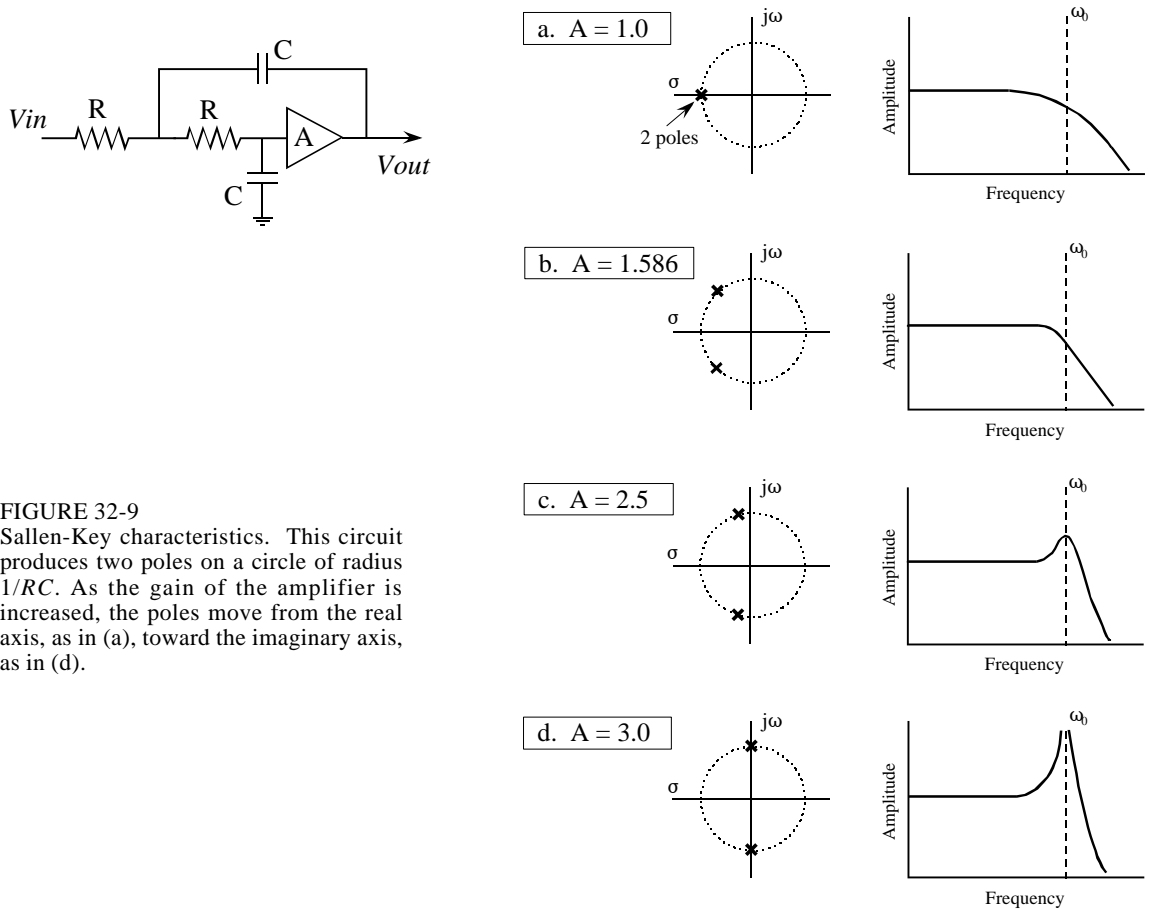 C
R
R
Vin
A
Vout
C
FIGURE 32-9
Sallen-Key characteristics. This circuit
produces two poles on a circle of radius
1/RC. As the gain of the amplifier is
increased, the poles move from the real
axis, as in (a), toward the imaginary axis,
as in (d).
a. A = 1.0
jω
σ
2 poles
ω0
Amplitude
Frequency
b. A = 1.586
jω
σ
ω0
Amplitude
Frequency
c. A = 2.5
jω
σ
ω0
Amplitude
Frequency
d. A = 3.0
jω
σ
ω0
Amplitude
Frequency